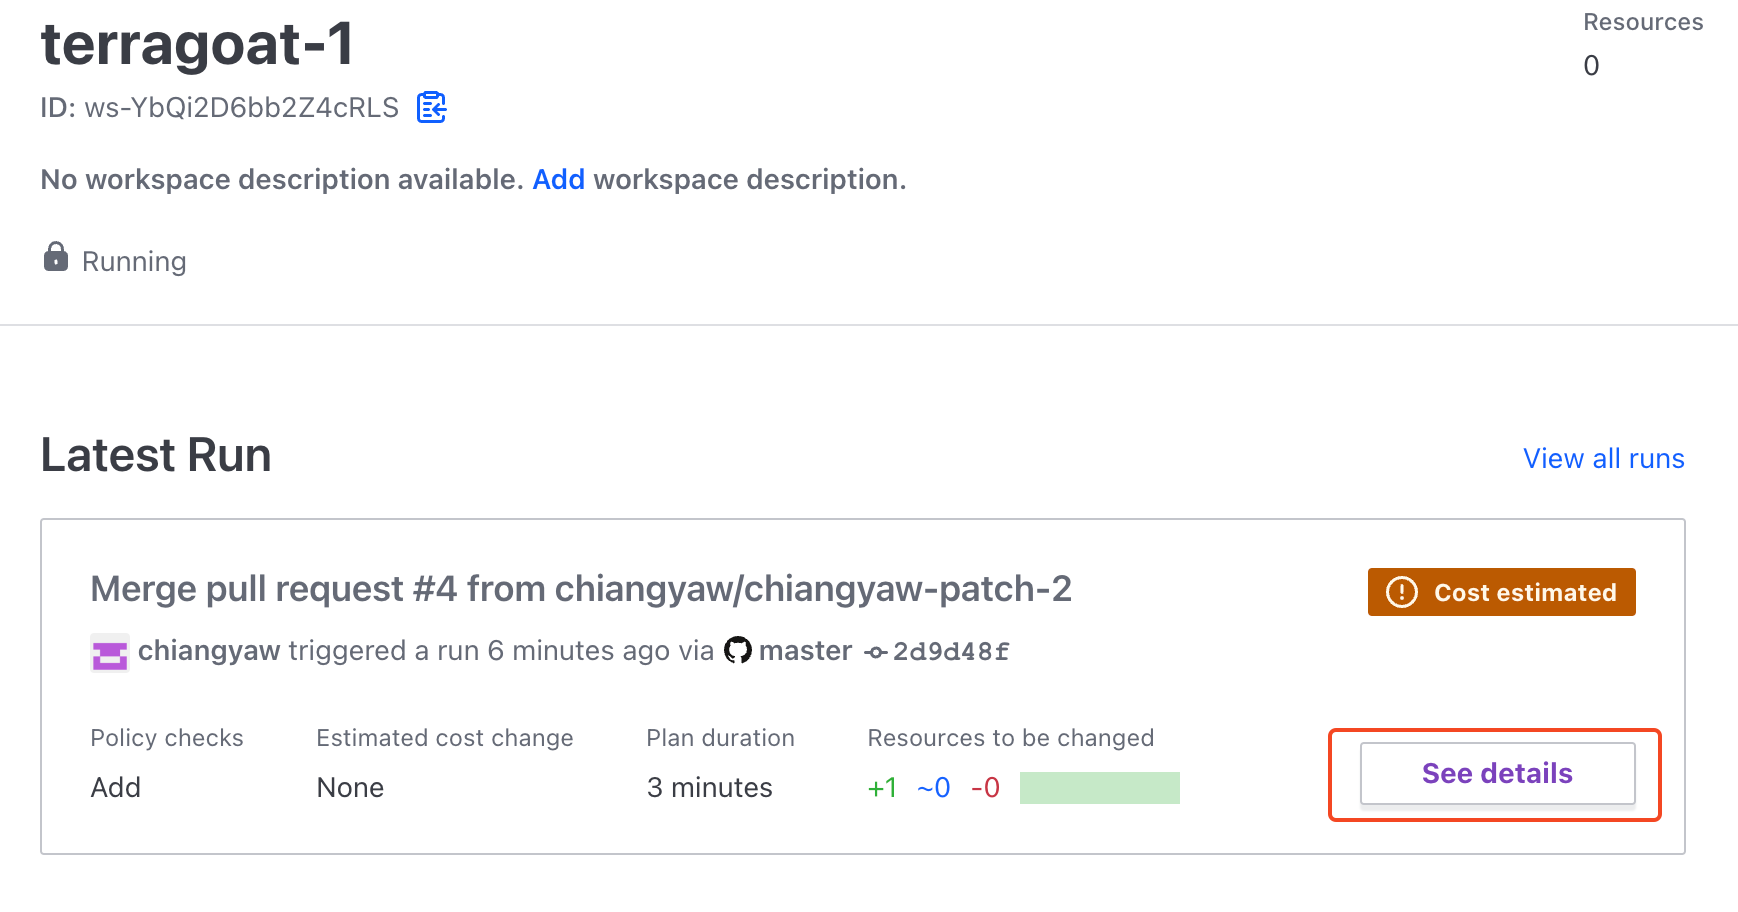 terragoat-1
Resources
0
ID: ws-YbQi2D6bb2Z4cRLS
No workspace description available. Add workspace description.
Running
Latest Run
View all runs
Merge pull request #4 from chiangyaw/chiangyaw-patch-2
Cost estimated
chiangyaw triggered a run 6 minutes ago via master 2d9d48f
Policy checks Estimated cost change Plan duration Resources to be changed
Add None 3 minutes +1 ~0 -0
See details